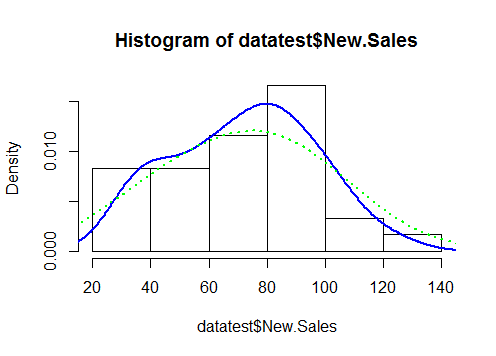 Histogram of datatest$New.Sales
Density
0.010
0.000
20 40 60 80 100 120 140
datatest$New.Sales